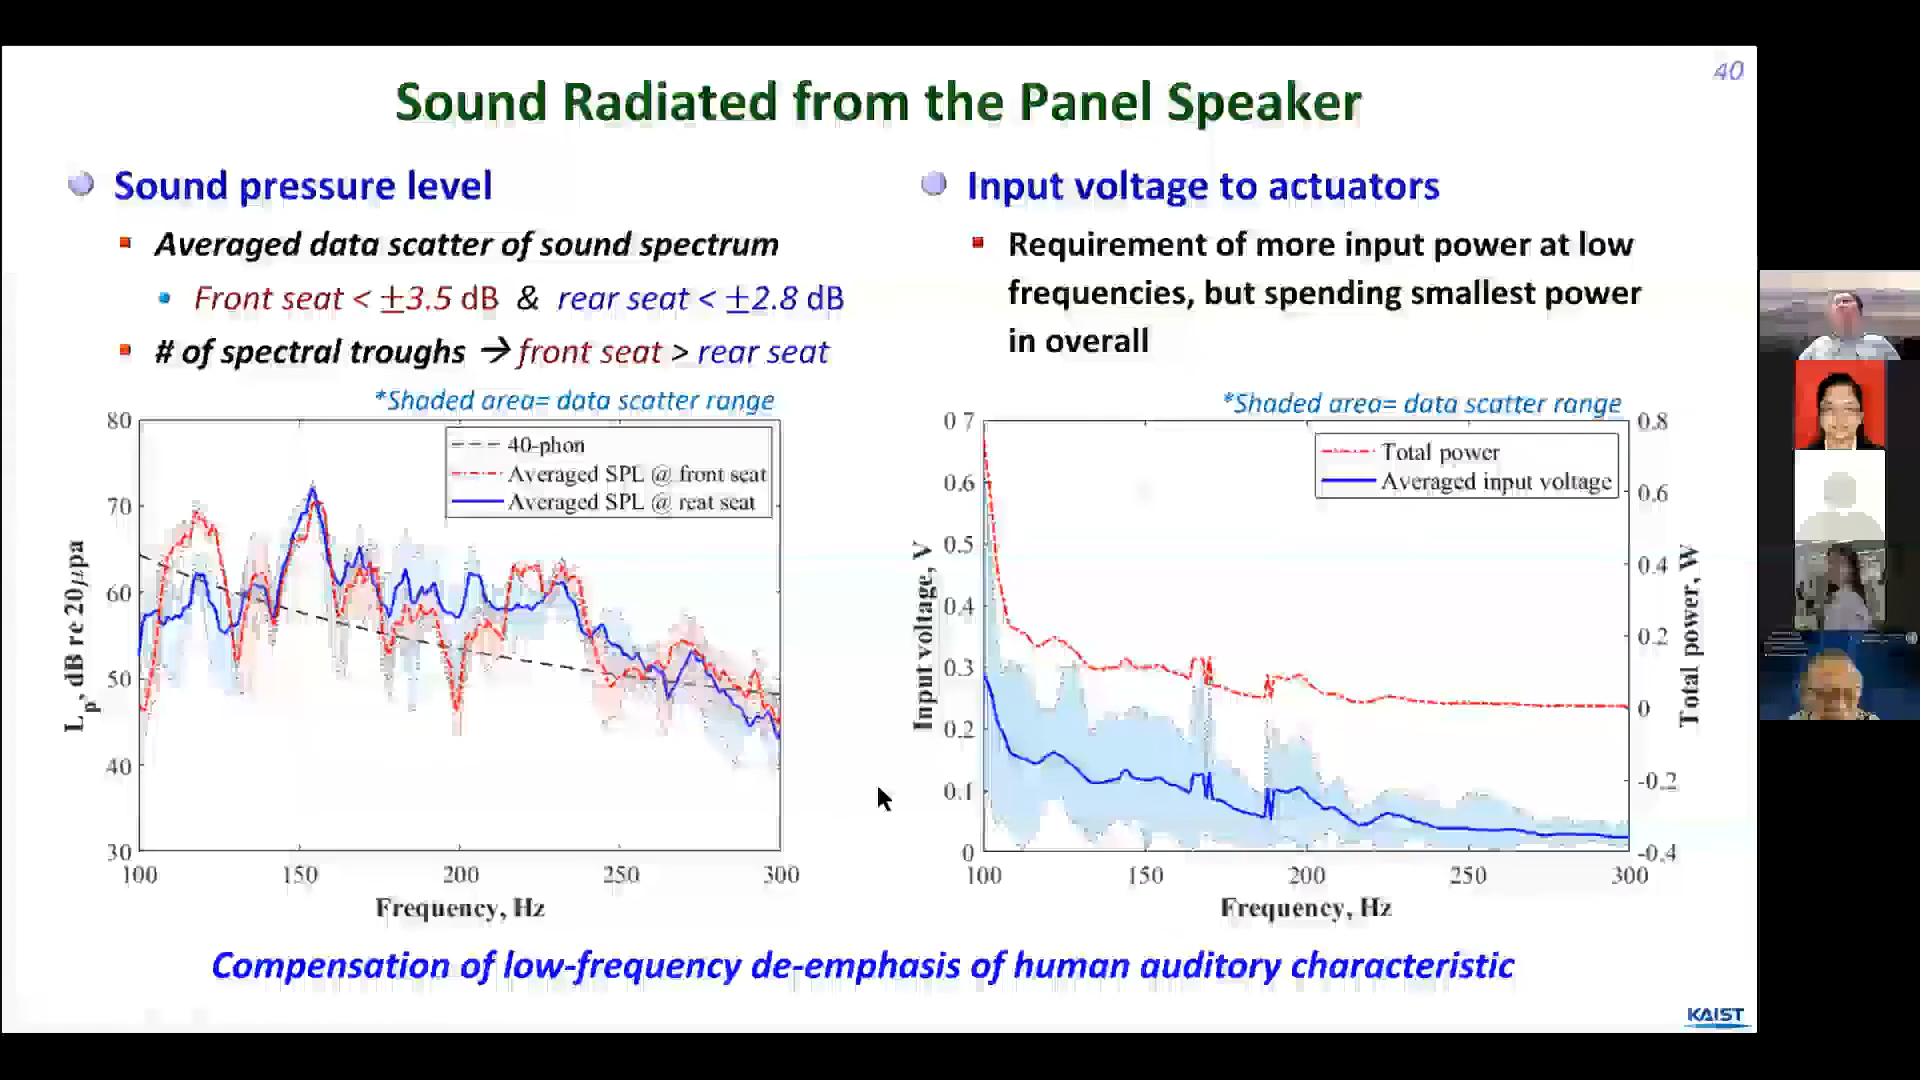 40
Sound Radiated from the Panel Speaker
Sound pressure level
Averaged data scatter of sound spectrum
Front seat < ±3.5 dB & rear seat < ±2.8 dB
# of spectral troughs → front seat > rear seat
*Shaded area= data scatter range
80
70
60
50
40
30
100
150
200
250
300
Lp, dB re 20μpa
Frequency, Hz
40-phon
Averaged SPL @ front seat
Averaged SPL @ reat seat
Input voltage to actuators
Requirement of more input power at low
frequencies, but spending smallest power
in overall
*Shaded area= data scatter range
0 7
0.6
0.5
0.4
0.3
0.2
0.1
0
100
150
200
250
300
0.8
0.6
0.4
0.2
0
-0.2
-0.4
Input voltage, V
Total power, W
Frequency, Hz
Total power
Averaged input voltage
Compensation of low-frequency de-emphasis of human auditory characteristic
KAIST